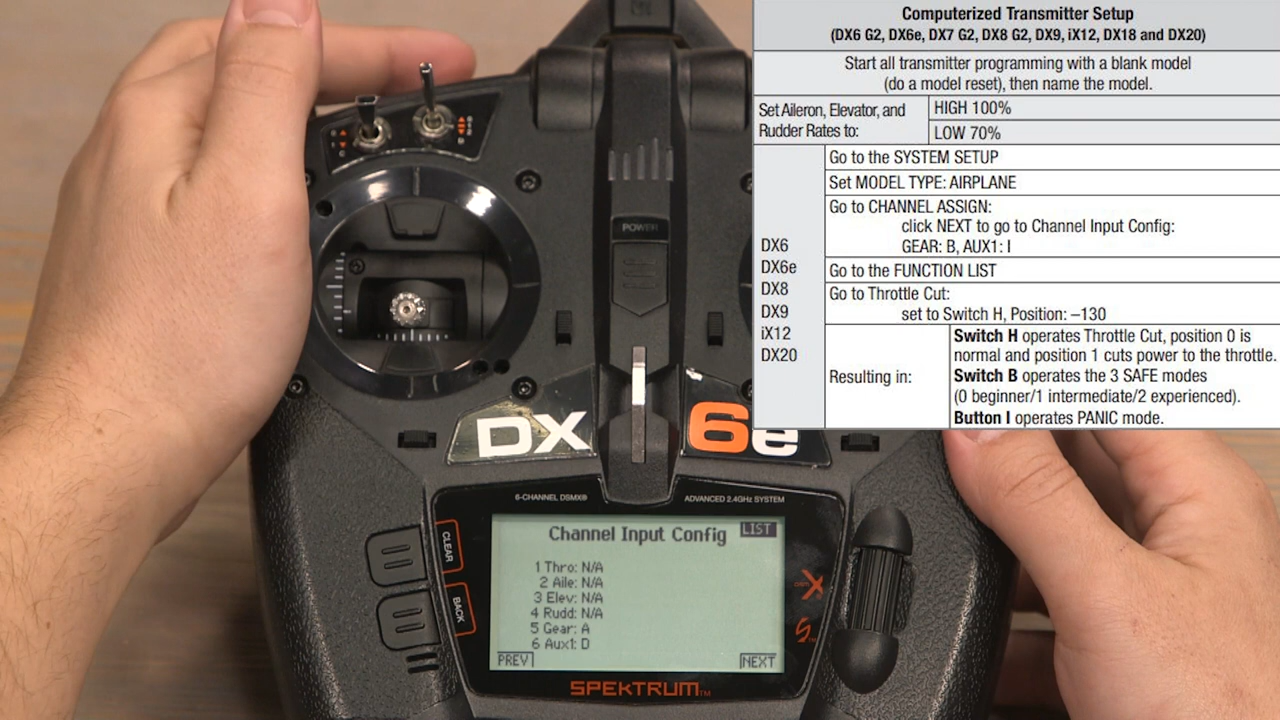 Computerized Transmitter Setup
(DX6 G2, DX6e, DX7 G2, DX8 G2, DX9, iX12, DX18 and DX20)
Start all transmitter programming with a blank model
(do a model reset), then name the model.
Set Aileron, Elevator, and
Rudder Rates to:
HIGH 100%
LOW 70%
DX6
DX6e
DX8
DX9
iX12
DX20
Go to the SYSTEM SETUP
Set MODEL TYPE: AIRPLANE
Go to CHANNEL ASSIGN:
click NEXT to go to Channel Input Config:
GEAR: B, AUX1: I
Go to the FUNCTION LIST
Go to Throttle Cut:
set to Switch H, Position: –130
Resulting in:
Switch H operates Throttle Cut, position 0 is
normal and position 1 cuts power to the throttle.
Switch B operates the 3 SAFE modes
(0 beginner/1 intermediate/2 experienced).
Button I operates PANIC mode.
POWER
DX 6e
6-CHANNEL DSMX®
ADVANCED 2.4GHz SYSTEM
CLEAR
BACK
Channel Input Config
LIST
1 Thro: N/A
2 Aile: N/A
3 Elev: N/A
4 Rudd: N/A
5 Gear: A
6 Aux1: D
PREV
NEXT
SPEKTRUM™